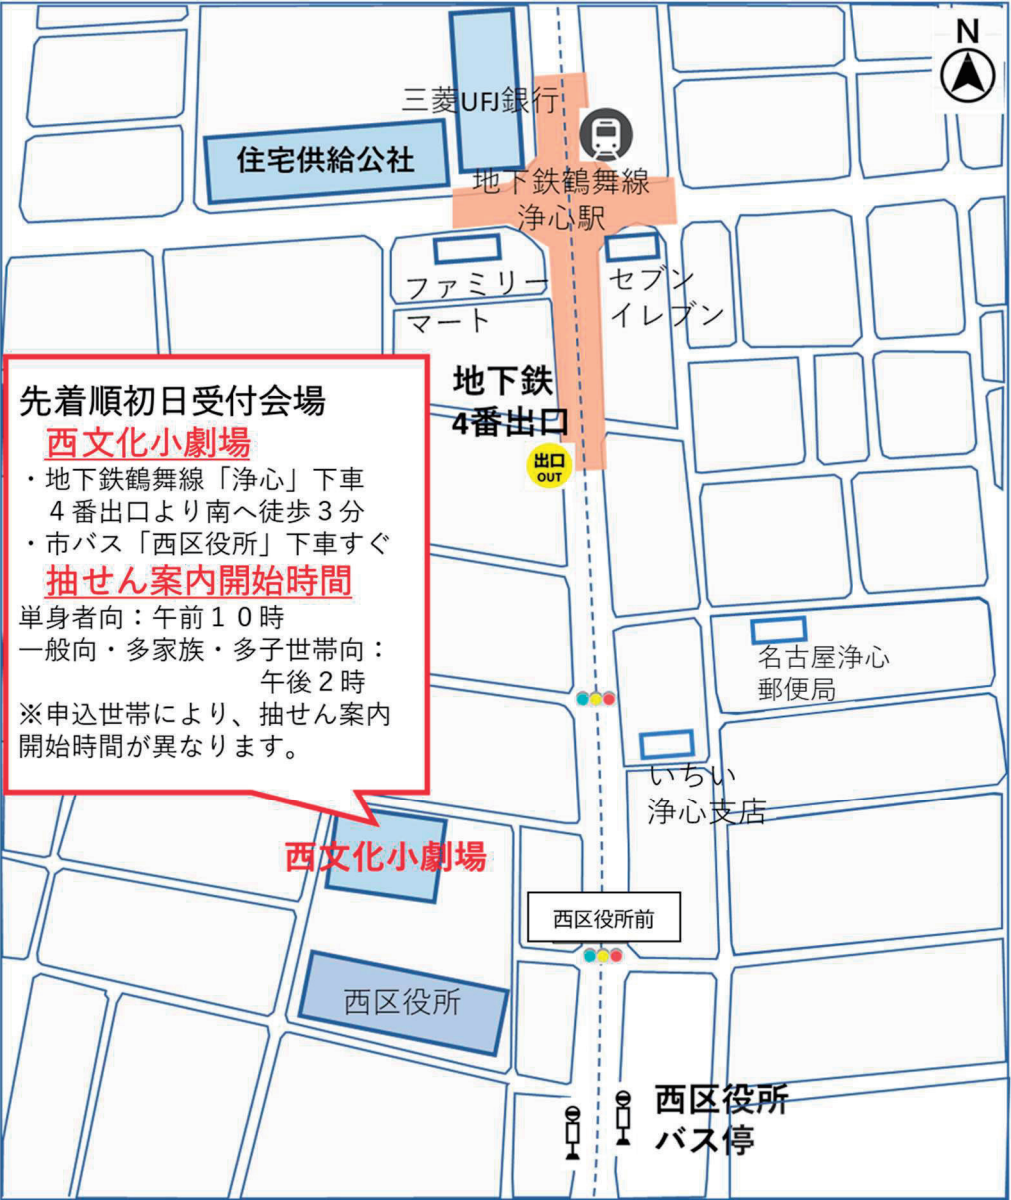 N
三菱UFJ銀行
住宅供給公社
地下鉄鶴舞線
浄心駅
ファミリー
マート
セブン
イレブン
地下鉄
4番出口
出口
OUT
先着順初日受付会場
西文化小劇場
・地下鉄鶴舞線「浄心」下車
４番出口より南へ徒歩３分
・市バス「西区役所」下車すぐ
抽せん案内開始時間
単身者向：午前１０時
一般向・多家族・多子世帯向：
午後２時
※申込世帯により、抽せん案内
開始時間が異なります。
名古屋浄心
郵便局
いちい
浄心支店
西文化小劇場
西区役所前
西区役所
西区役所
バス停